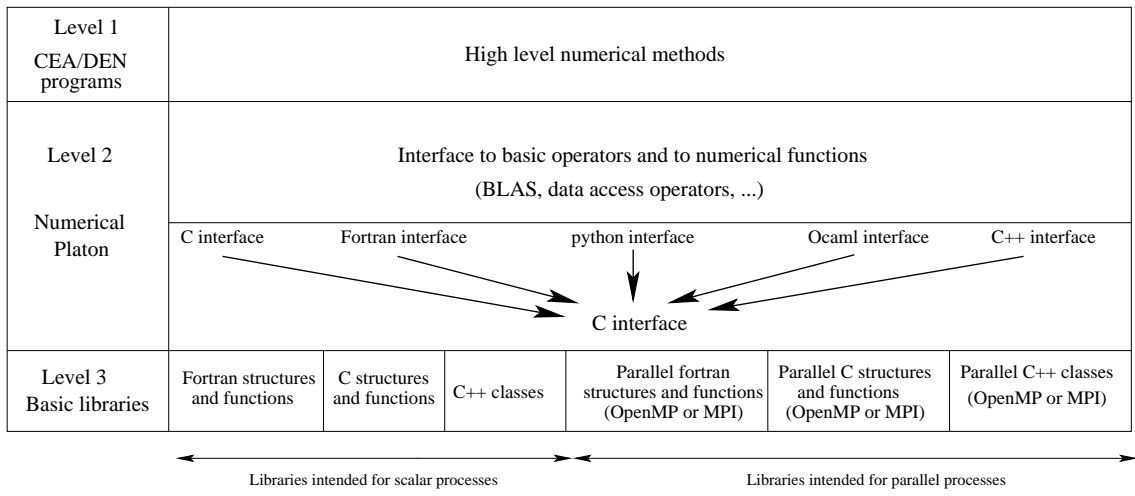 Level 1
CEA/DEN
programs
High level numerical methods
Level 2
Numerical
Platon
Interface to basic operators and to numerical functions
(BLAS, data access operators, ...)
C interface
Fortran interface
python interface
Ocaml interface
C++ interface
C interface
Level 3
Basic libraries
Fortran structures
and functions
C structures
and functions
C++ classes
Parallel fortran
structures and functions
(OpenMP or MPI)
Parallel C structures
and functions
(OpenMP or MPI)
Parallel C++ classes
(OpenMP or MPI)
Libraries intended for scalar processes
Libraries intended for parallel processes